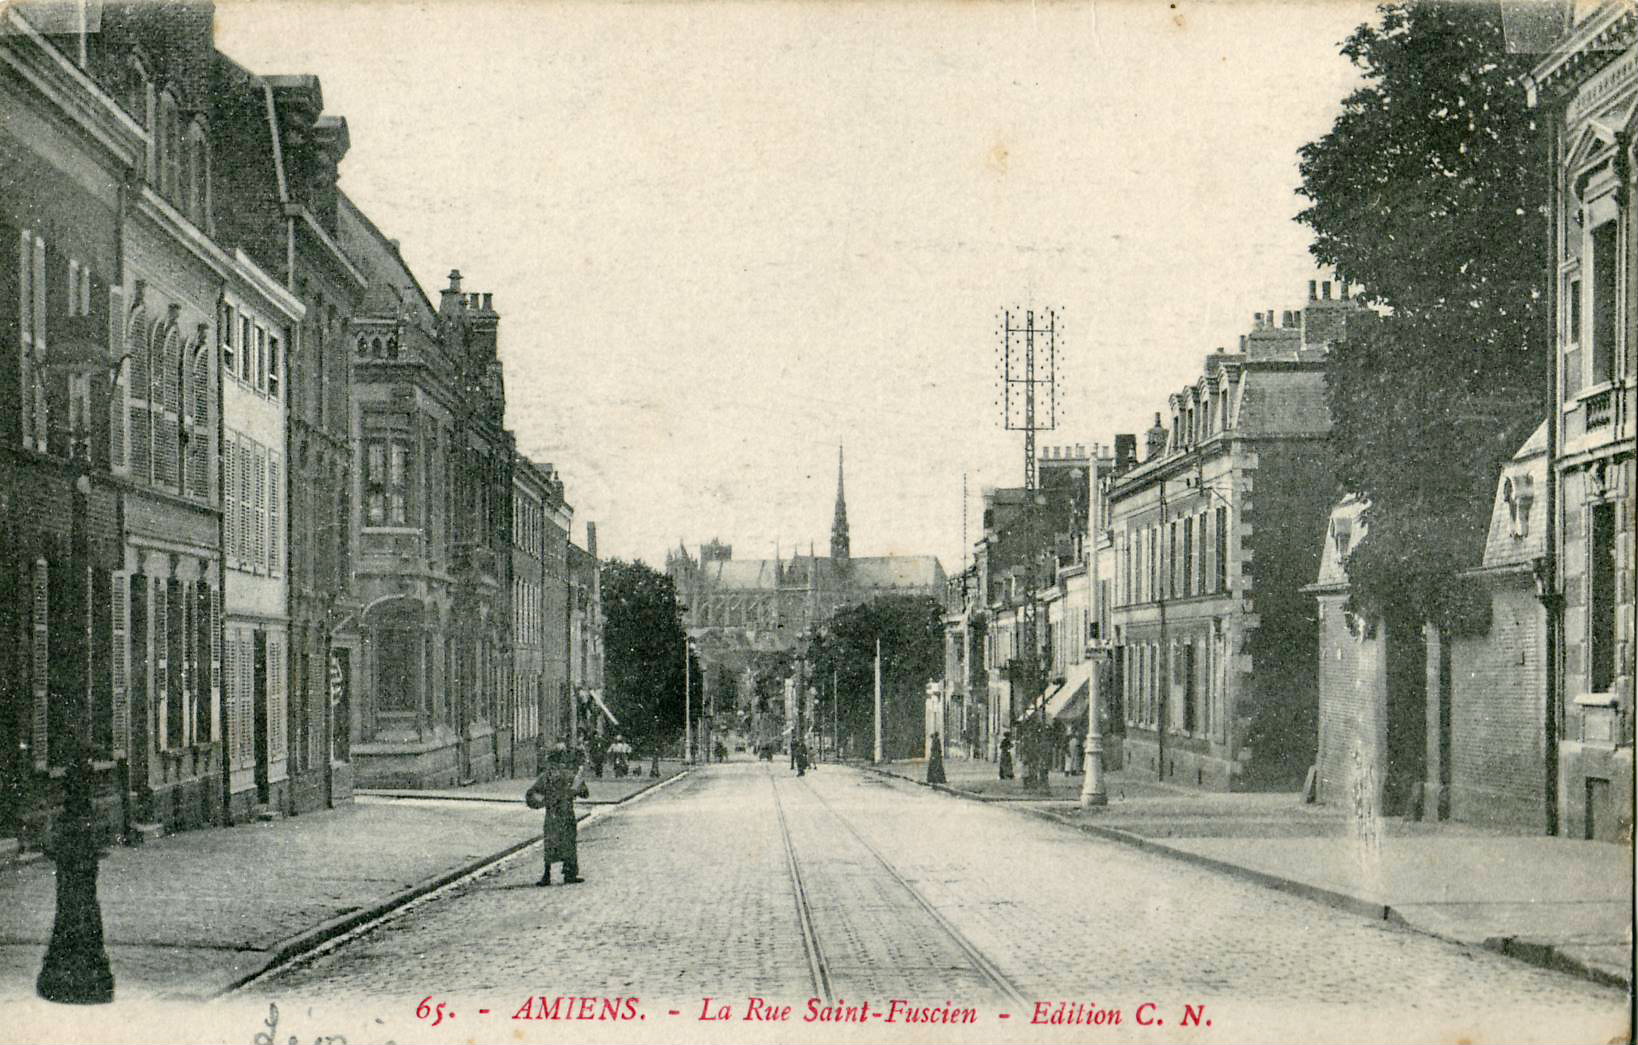 65. - AMIENS. - La Rue Saint-Fuscien - Edition C. N.